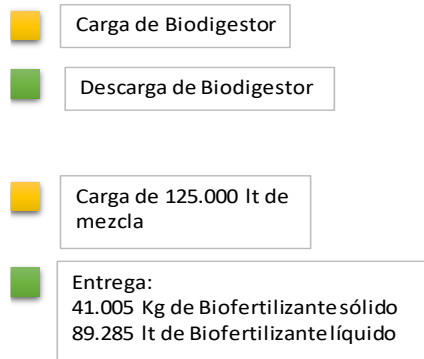 Carga de Biodigestor
Descarga de Biodigestor
Carga de 125.000 lt de
mezcla
Entrega:
41.005 Kg de Biofertilizante sólido
89.285 lt de Biofertilizante líquido